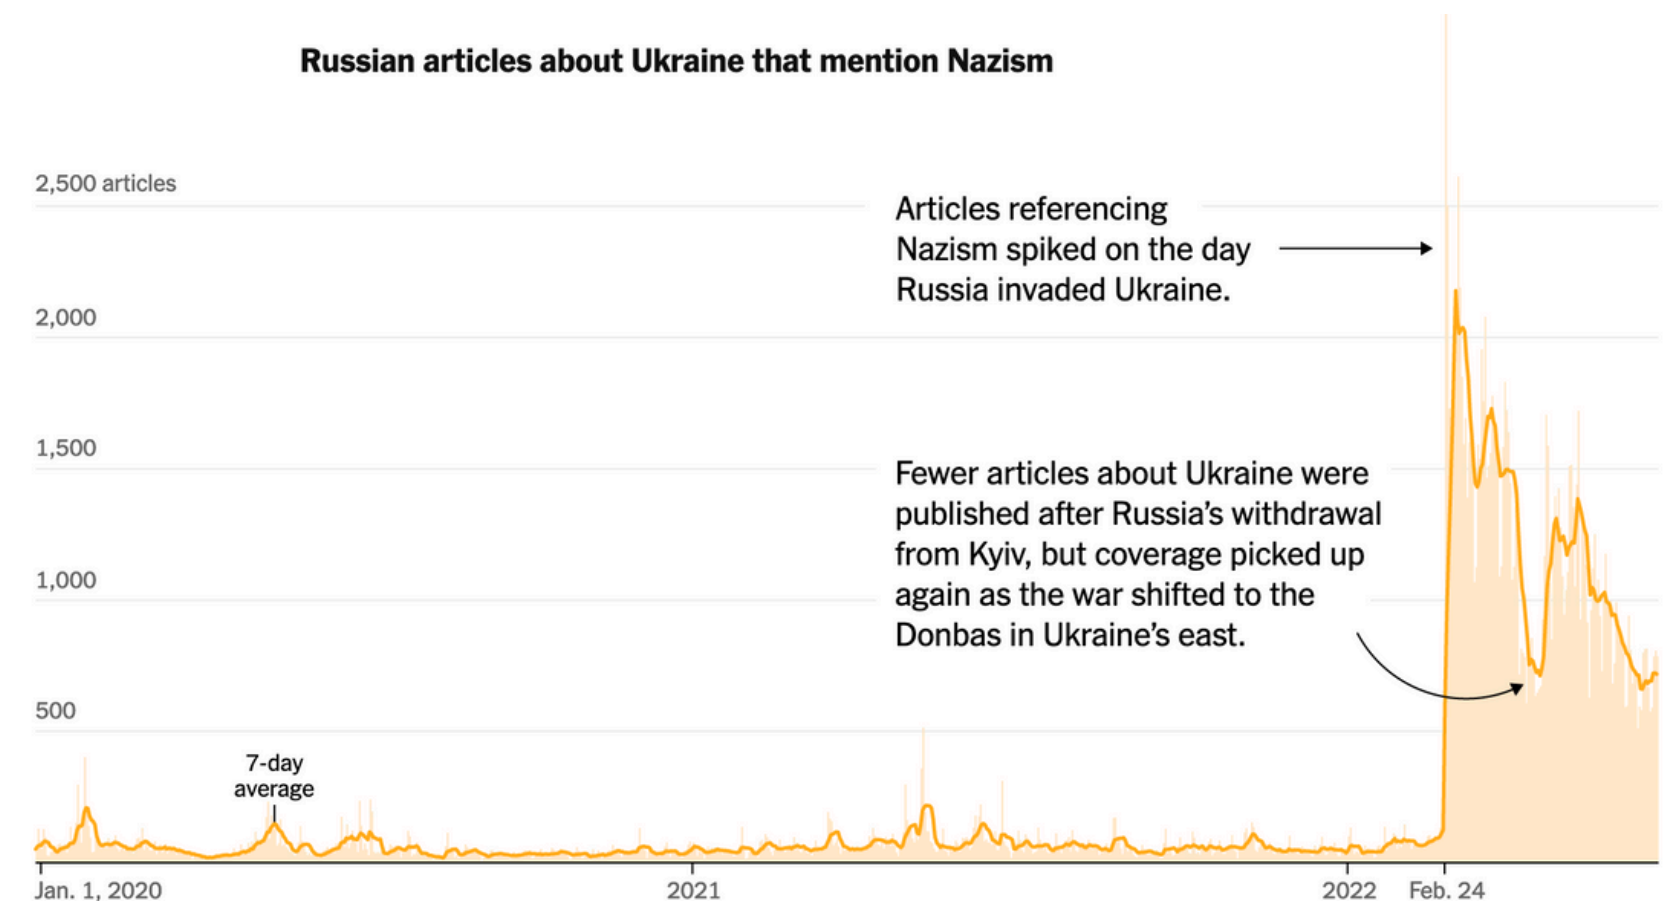 Russian articles about Ukraine that mention Nazism
2,500 articles
Articles referencing
Nazism spiked on the day
Russia invaded Ukraine.
2,000
1,500
Fewer articles about Ukraine were
published after Russia’s withdrawal
from Kyiv, but coverage picked up
again as the war shifted to the
Donbas in Ukraine’s east.
1,000
500
7-day
average
Jan. 1, 2020
2021
2022
Feb. 24